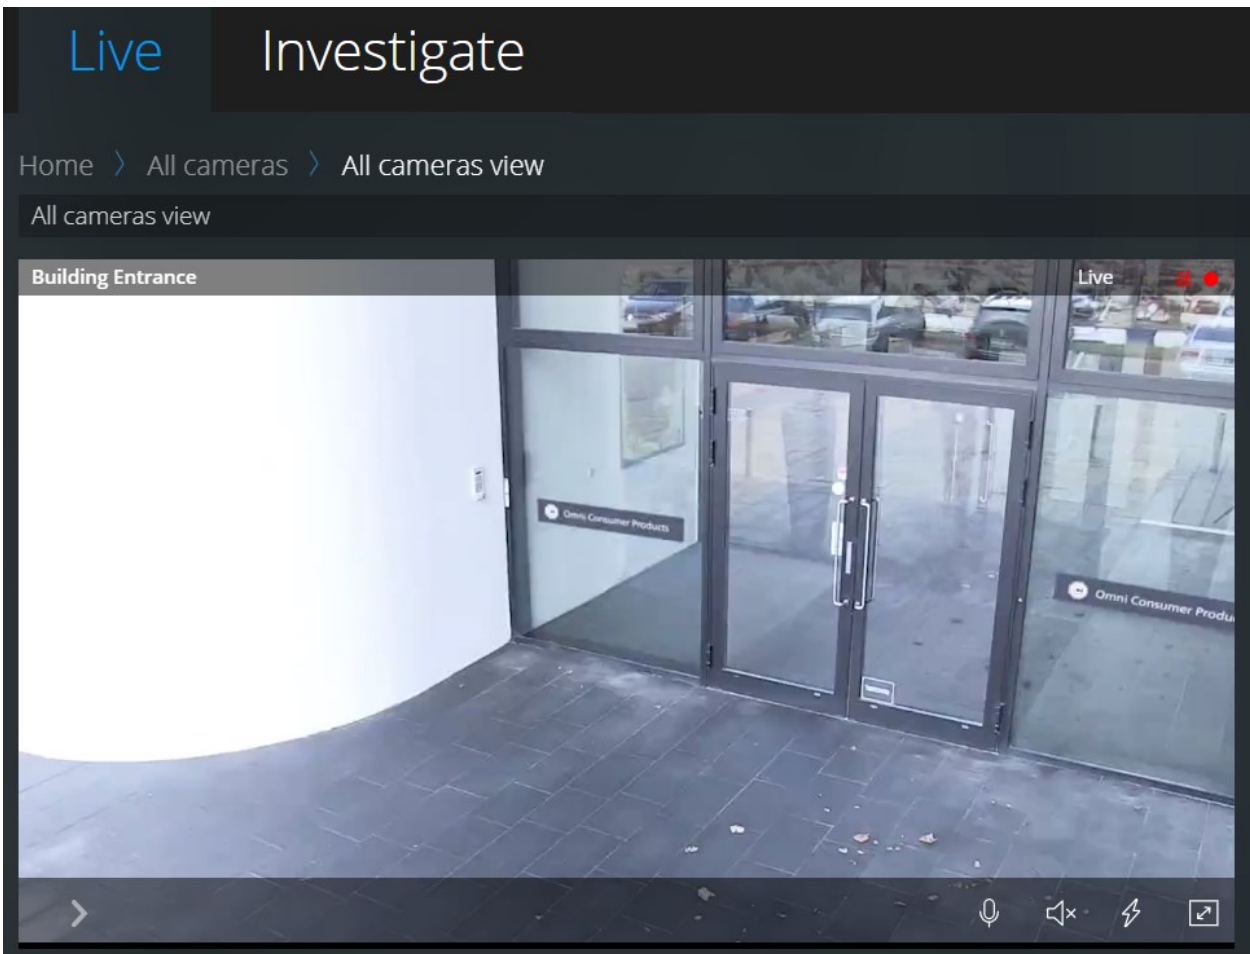 Live Investigate
Home 〉 All cameras 〉 All cameras view
All cameras view
Building Entrance Live
Omni Consumer Products
Omni Consumer Produ